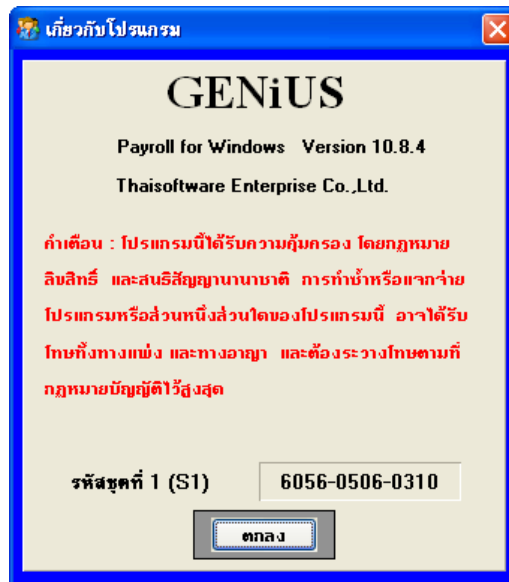 เกี่ยวกับโปรแกรม
GENiUS
Payroll for Windows Version 10.8.4
Thaisoftware Enterprise Co.,Ltd.
คำเตือน : โปรแกรมนี้ได้รับความคุ้มครอง โดยกฎหมาย
ลิขสิทธิ์ และสนธิสัญญานานาชาติ การทำซ้ำหรือแจกจ่าย
โปรแกรมหรือส่วนหนึ่งส่วนใดของโปรแกรมนี้ อาจได้รับ
โทษทั้งทางแพ่ง และทางอาญา และต้องระวางโทษตามที่
กฎหมายบัญญัติไว้สูงสุด
รหัสชุดที่ 1 (S1) 6056-0506-0310
ตกลง